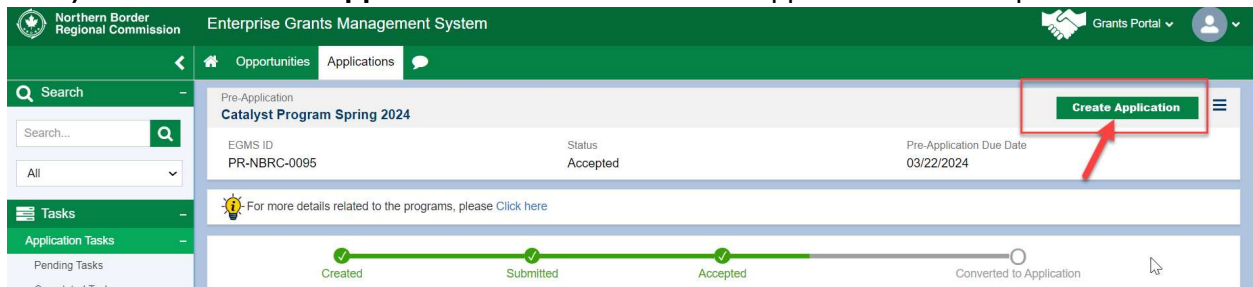 Northern Border
Regional Commission
Enterprise Grants Management System
Grants Portal
Opportunities Applications
Search
Search...
All
Tasks
Application Tasks
Pending Tasks
Pre-Application
Catalyst Program Spring 2024
Create Application
EGMS ID Status Pre-Application Due Date
PR-NBRC-0095 Accepted 03/22/2024
For more details related to the programs, please Click here
Created Submitted Accepted Converted to Application